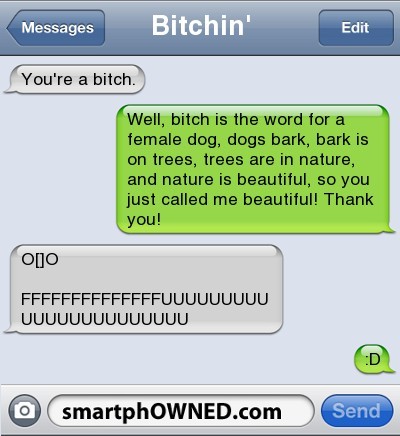 Messages
Bitchin'
Edit
You're a bitch.
Well, bitch is the word for a
female dog, dogs bark, bark is
on trees, trees are in nature,
and nature is beautiful, so you
just called me beautiful! Thank
you!
O[]O
FFFFFFFFFFFFFFUUUUUUUUU
UUUUUUUUUUUUUU
:D
smartphOWNED.com
Send